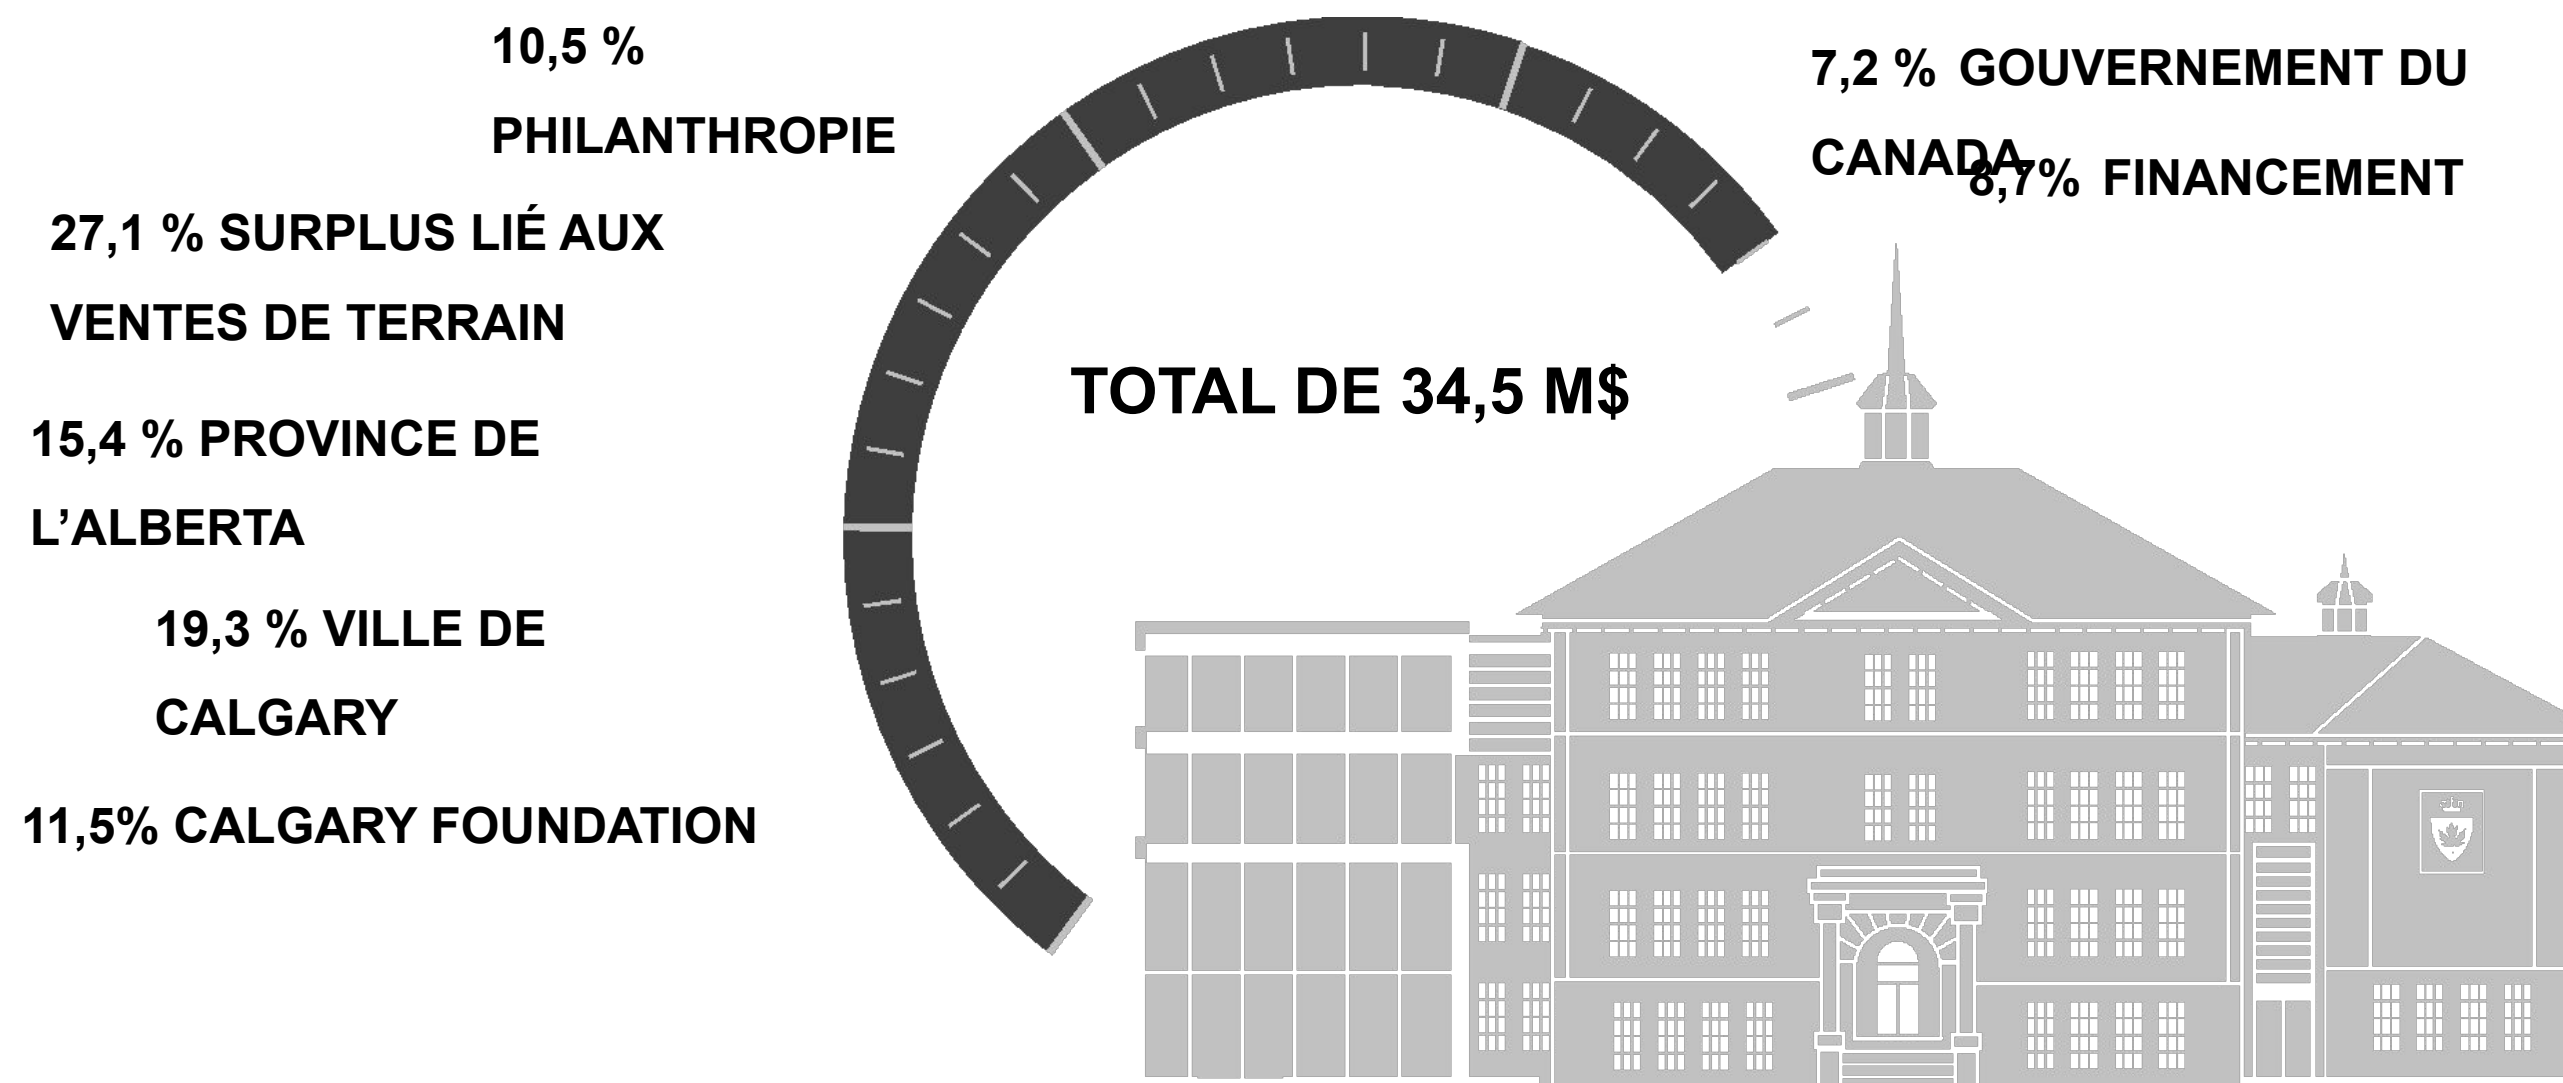 10,5 %
PHILANTHROPIE
27,1 % SURPLUS LIÉ AUX
VENTES DE TERRAIN
15,4 % PROVINCE DE
L’ALBERTA
19,3 % VILLE DE
CALGARY
11,5% CALGARY FOUNDATION
TOTAL DE 34,5 M$
7,2 % GOUVERNEMENT DU
CANADA
8,7% FINANCEMENT